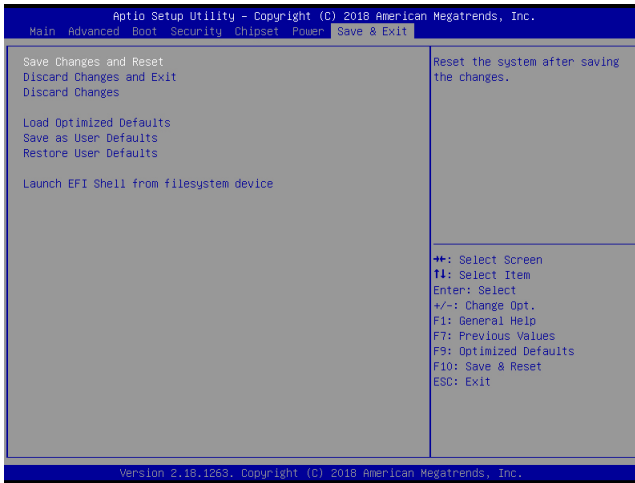 Aptio Setup Utility – Copyright (C) 2018 American Megatrends, Inc.
Main Advanced Boot Security Chipset Power Save & Exit
Save Changes and Reset
Discard Changes and Exit
Discard Changes
Load Optimized Defaults
Save as User Defaults
Restore User Defaults
Launch EFI Shell from filesystem device
Reset the system after saving
the changes.
→←: Select Screen
↑↓: Select Item
Enter: Select
+/-: Change Opt.
F1: General Help
F7: Previous Values
F9: Optimized Defaults
F10: Save & Reset
ESC: Exit
Version 2.18.1263. Copyright (C) 2018 American Megatrends, Inc.